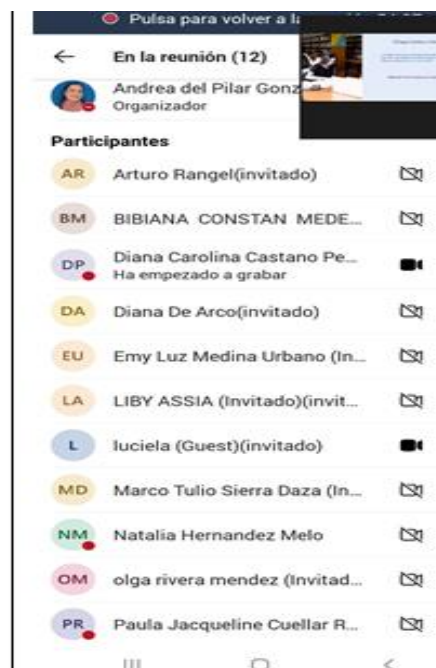 Pulsa para volver a la
En la reunión (12)
Andrea del Pilar Gonz
Organizador
Participantes
AR Arturo Rangel(invitado)
BM BIBIANA CONSTAN MEDE...
DP Diana Carolina Castano Pe...
Ha empezado a grabar
DA Diana De Arco(invitado)
EU Emy Luz Medina Urbano (In...
LA LIBY ASSIA (Invitado)(invit...
L luciela (Guest)(invitado)
MD Marco Tulio Sierra Daza (In...
NM Natalia Hernandez Melo
OM olga rivera mendez (Invitad...
PR Paula Jacqueline Cuellar R...